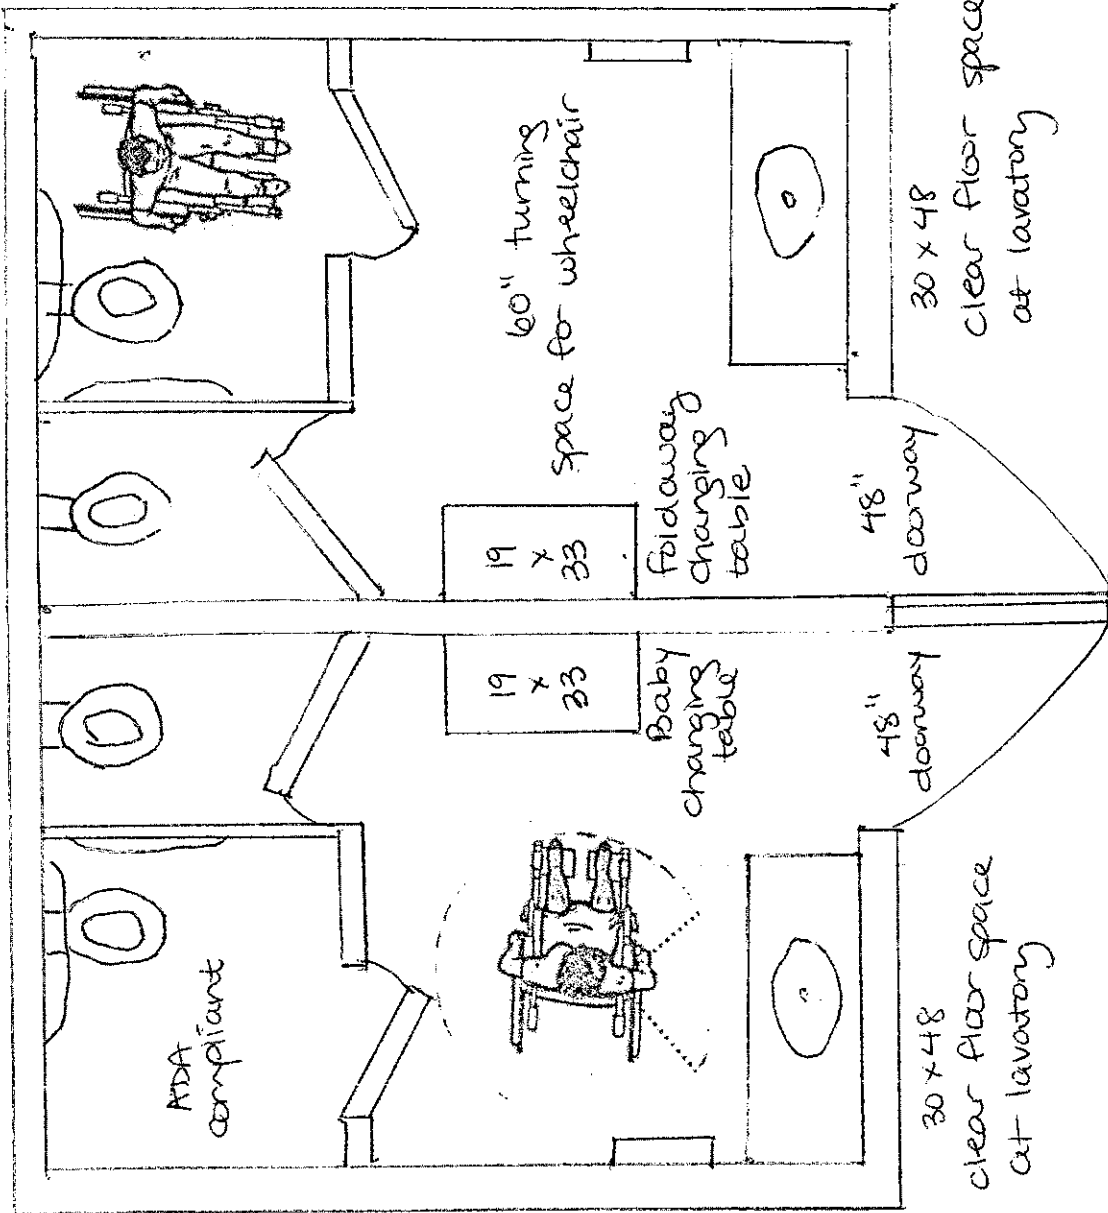 60" turning
space for wheelchair
30 x 48
clear floor space
at lavatory
19
x
33
foldaway
changing
table
48"
doorway
19
x
33
Baby
changing
table
48"
doorway
ADA
compliant
30 x 48
clear floor space
at lavatory